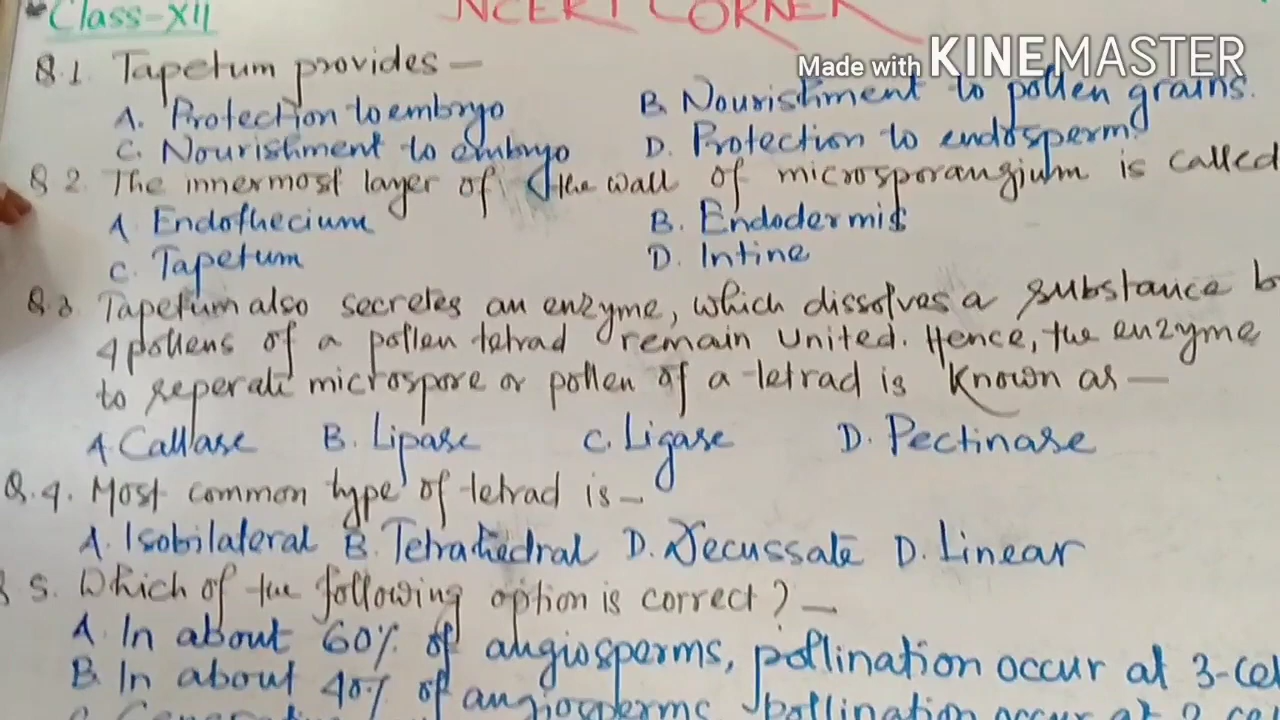 Class-XII NCERT CORNER
Made with KINEMASTER
Q.1. Tapetum provides —
A. Protection to embryo B. Nourishment to pollen grains.
C. Nourishment to embryo D. Protection to endosperm
Q 2. The innermost layer of the wall of microsporangium is called
A. Endothecium B. Endodermis
C. Tapetum D. Intine
Q.3 Tapetum also secretes an enzyme, which dissolves a substance b
4 pollens of a pollen tetrad remain united. Hence, the enzyme
to seperate microspore or pollen of a tetrad is known as —
A. Callase B. Lipase C. Ligase D. Pectinase
Q.4. Most common type of tetrad is —
A. Isobilateral B. Tetrahedral D. Decussate D. Linear
5. Which of the following option is correct? —
A. In about 60% of angiosperms, pollination occur at 3-cel
B. In about 40% of angiosperms pollination occur at 2 cel